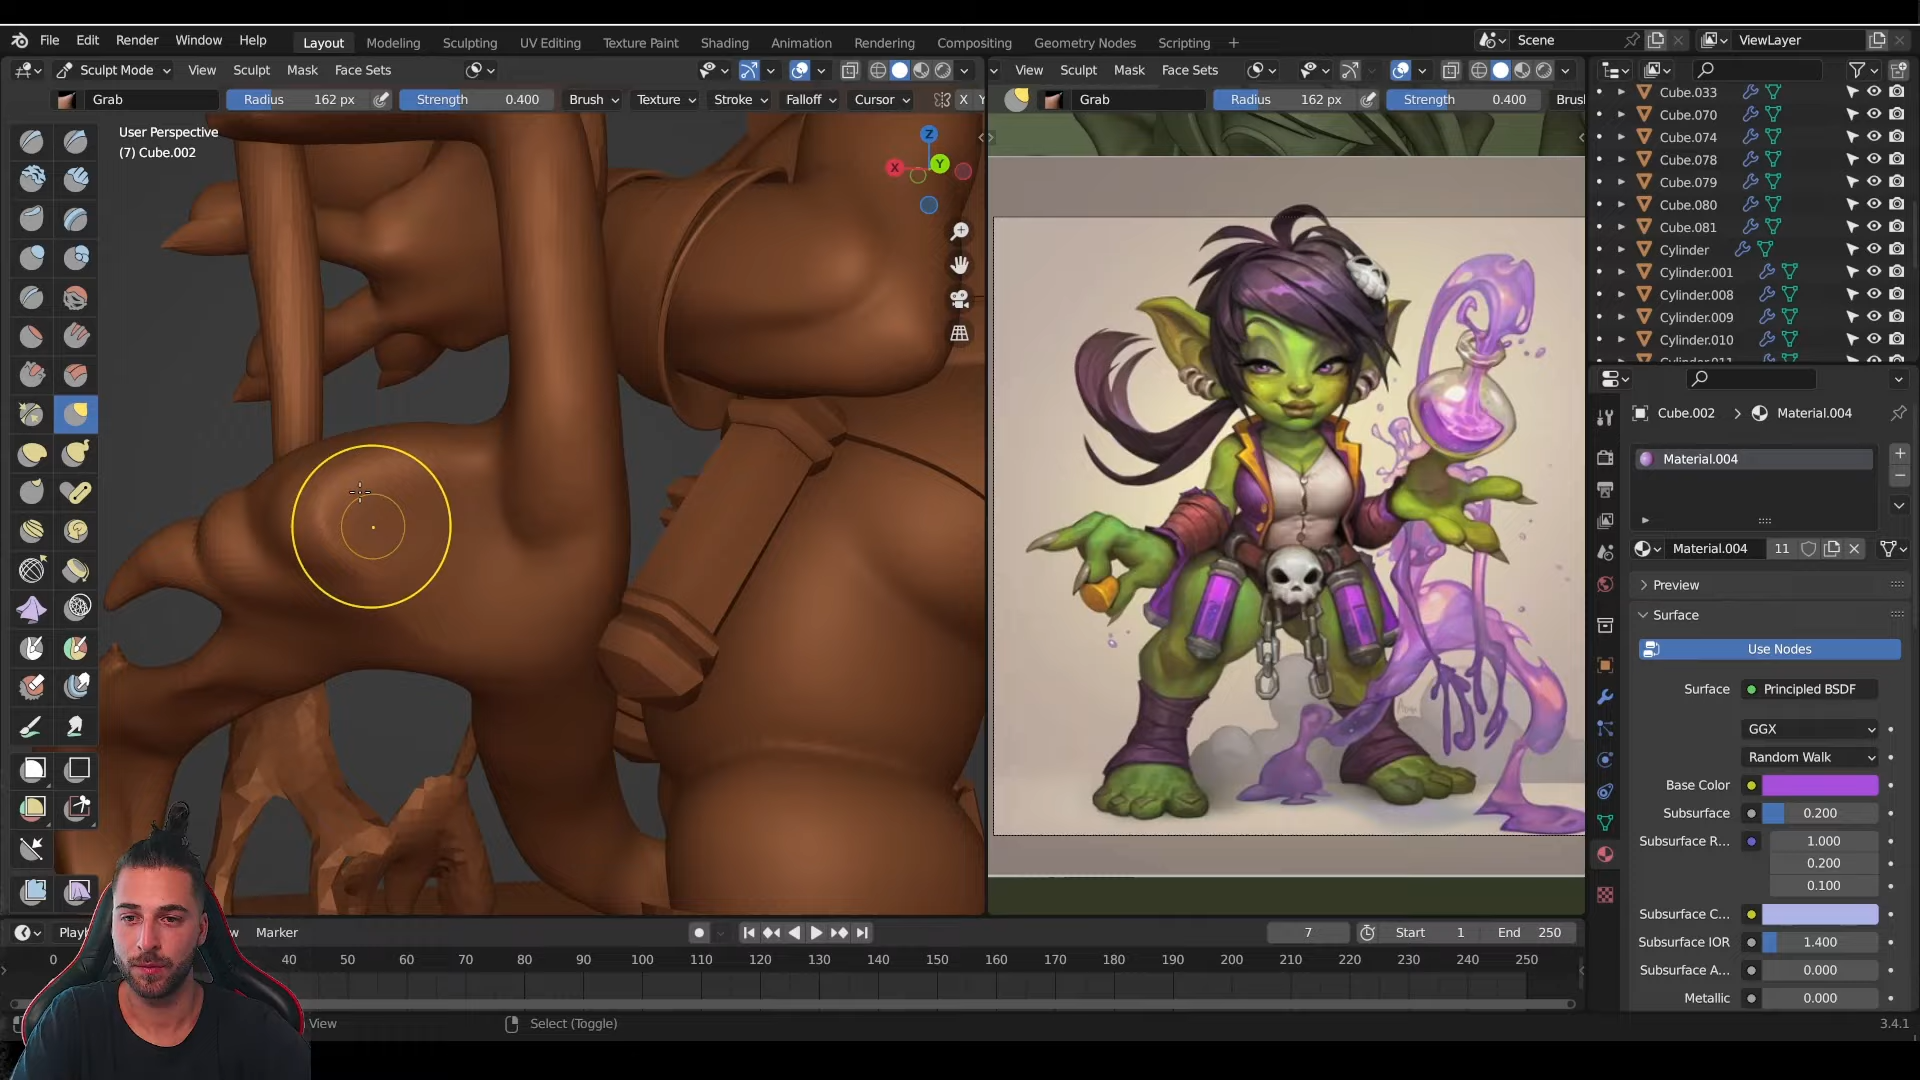 File Edit Render Window Help Layout Modeling Sculpting UV Editing Texture Paint Shading Animation Rendering Compositing Geometry Nodes Scripting + Scene ViewLayer
Sculpt Mode View Sculpt Mask Face Sets View Sculpt Mask Face Sets
Grab Radius 162 px Strength 0.400 Brush Texture Stroke Falloff Cursor X Y Grab Radius 162 px Strength 0.400 Brus
User Perspective
(7) Cube.002
Z
X
Y
Cube.033
Cube.070
Cube.074
Cube.078
Cube.079
Cube.080
Cube.081
Cylinder
Cylinder.001
Cylinder.008
Cylinder.009
Cylinder.010
Cube.002 > Material.004
Material.004
Material.004 11
Preview
Surface
Use Nodes
Surface Principled BSDF
GGX
Random Walk
Base Color
Subsurface 0.200
Subsurface R... 1.000
0.200
0.100
Subsurface C...
Subsurface IOR 1.400
Subsurface A... 0.000
Metallic 0.000
Playb w Marker 7 Start 1 End 250
0 40 50 60 70 80 90 100 110 120 130 140 150 160 170 180 190 200 210 220 230 240 250
View Select (Toggle) 3.4.1